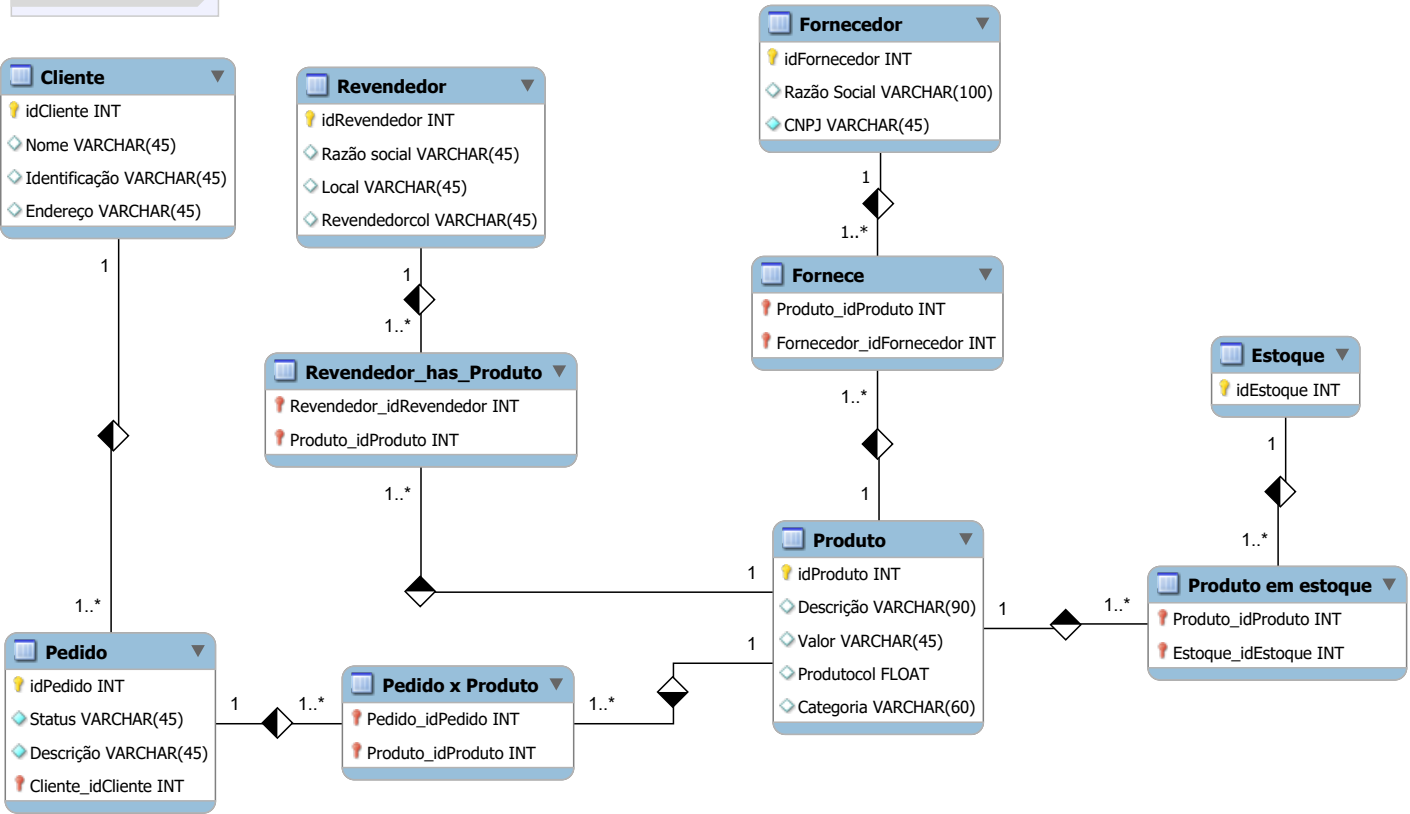 Cliente
idCliente INT
Nome VARCHAR(45)
Identificação VARCHAR(45)
Endereço VARCHAR(45)
1
1..*
Revendedor
idRevendedor INT
Razão social VARCHAR(45)
Local VARCHAR(45)
Revendedorcol VARCHAR(45)
1
1..*
Revendedor_has_Produto
Revendedor_idRevendedor INT
Produto_idProduto INT
1..*
1
Fornecedor
idFornecedor INT
Razão Social VARCHAR(100)
CNPJ VARCHAR(45)
1
1..*
Fornece
Produto_idProduto INT
Fornecedor_idFornecedor INT
1..*
1
Estoque
idEstoque INT
1
1..*
Produto em estoque
Produto_idProduto INT
Estoque_idEstoque INT
Produto
idProduto INT
Descrição VARCHAR(90)
Valor VARCHAR(45)
Produtocol FLOAT
Categoria VARCHAR(60)
1
1..*
Pedido
idPedido INT
Status VARCHAR(45)
Descrição VARCHAR(45)
Cliente_idCliente INT
1
1..*
Pedido x Produto
Pedido_idPedido INT
Produto_idProduto INT
1..*
1